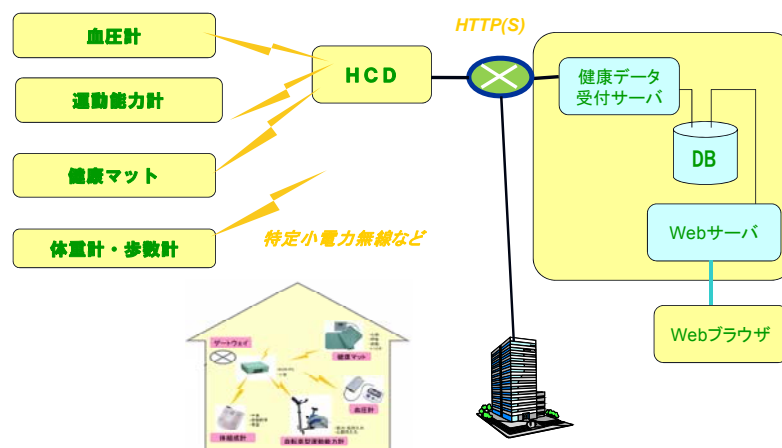 血圧計
運動能力計
健康マット
体重計・歩数計
HCD
HTTP(S)
健康データ
受付サーバ
DB
Webサーバ
Webブラウザ
特定小電力無線など
ゲートウェイ
健康マット
血圧計
体組成計
自転車型運動能力計